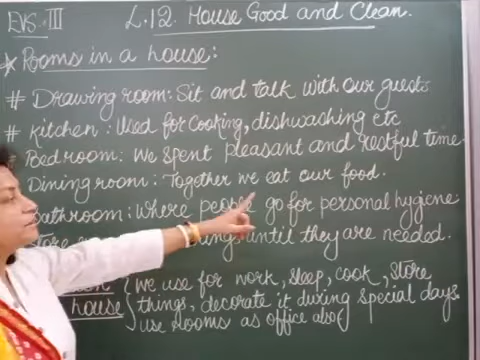 EVS. III L.12. House Good and Clean.
* Rooms in a house:
# Drawing room: Sit and talk with our guests
# Kitchen: Used for Cooking, dishwashing etc
Bedroom: We spent pleasant and restful time.
Dining room: Together we eat our food.
Bathroom: Where people go for personal hygiene
until they are needed.
house
We use for work, sleep, cook, store
things, decorate it during special days
use rooms as office also